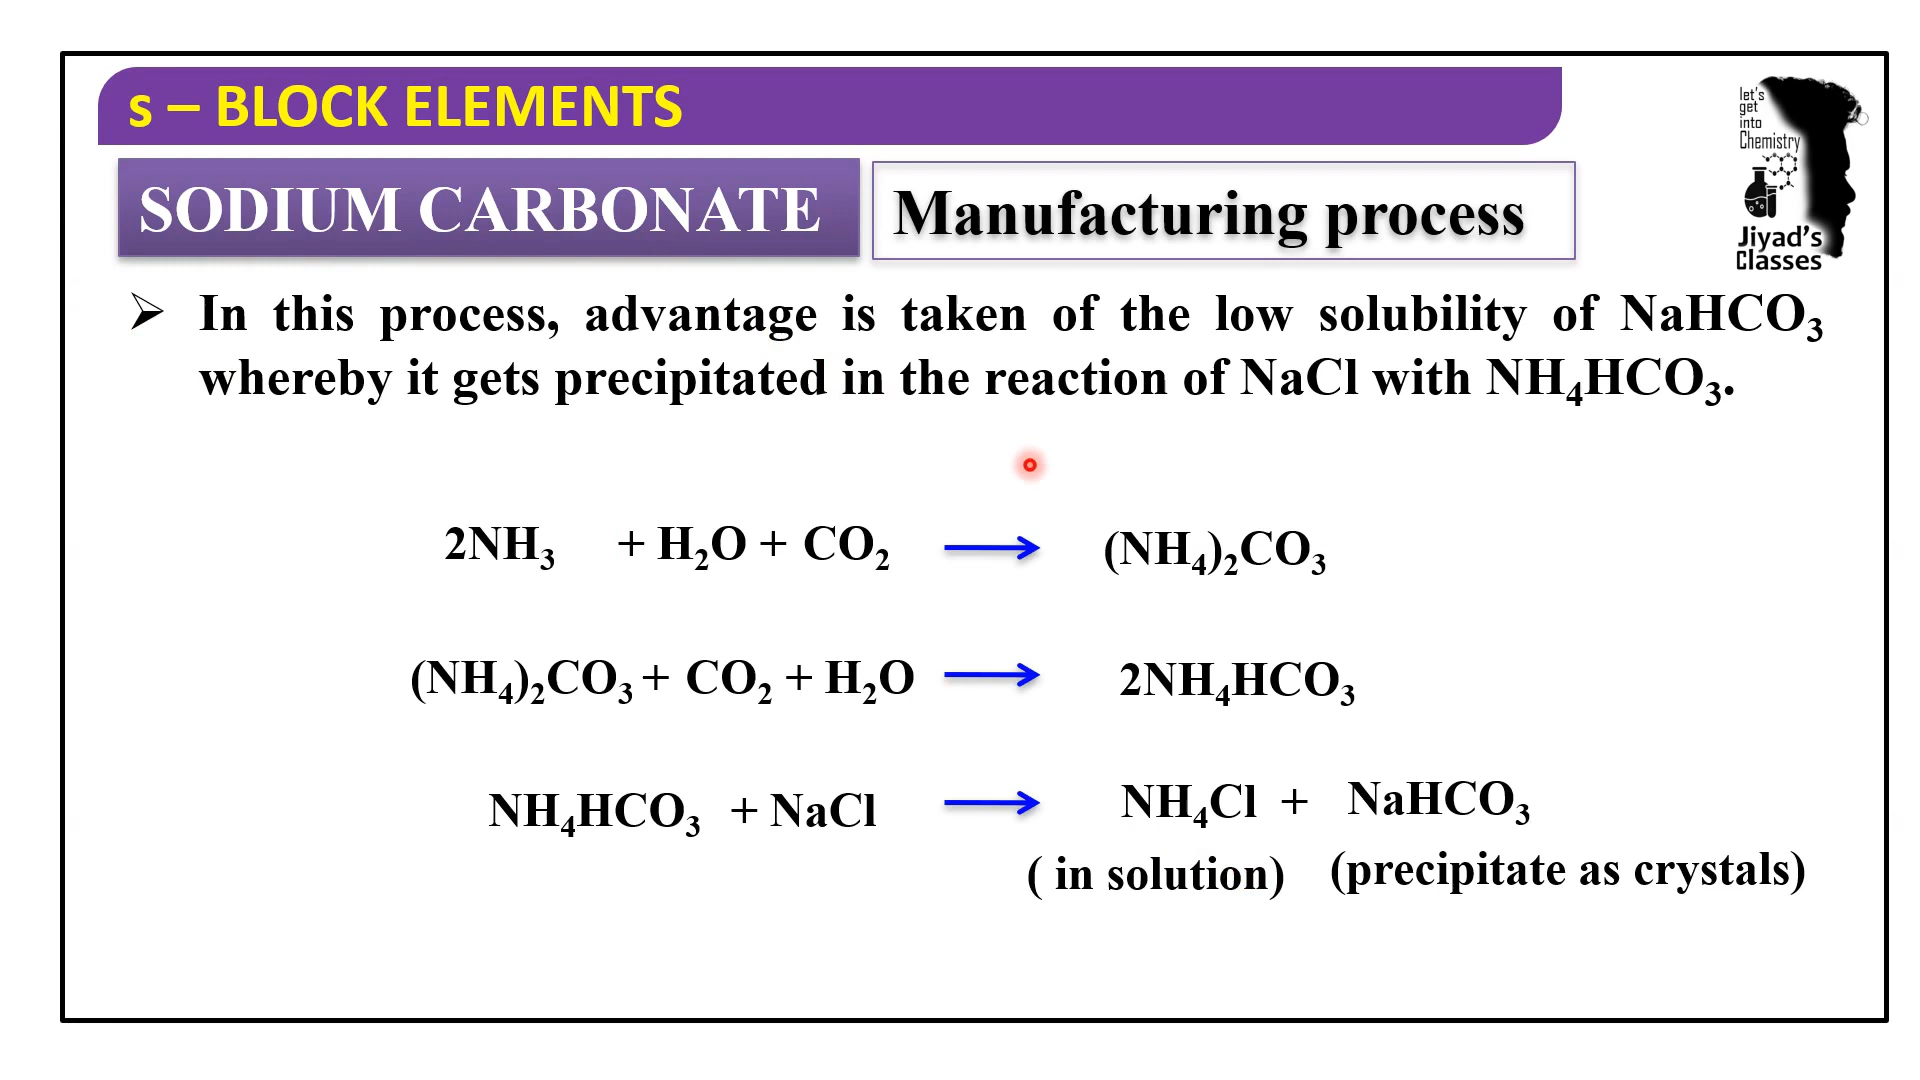 s – BLOCK ELEMENTS
let's
get
into
Chemistry
Jiyad's
Classes
SODIUM CARBONATE
Manufacturing process
➢ In this process, advantage is taken of the low solubility of NaHCO₃
whereby it gets precipitated in the reaction of NaCl with NH₄HCO₃.
2NH₃ + H₂O + CO₂ → (NH₄)₂CO₃
(NH₄)₂CO₃ + CO₂ + H₂O → 2NH₄HCO₃
NH₄HCO₃ + NaCl → NH₄Cl + NaHCO₃
( in solution) (precipitate as crystals)